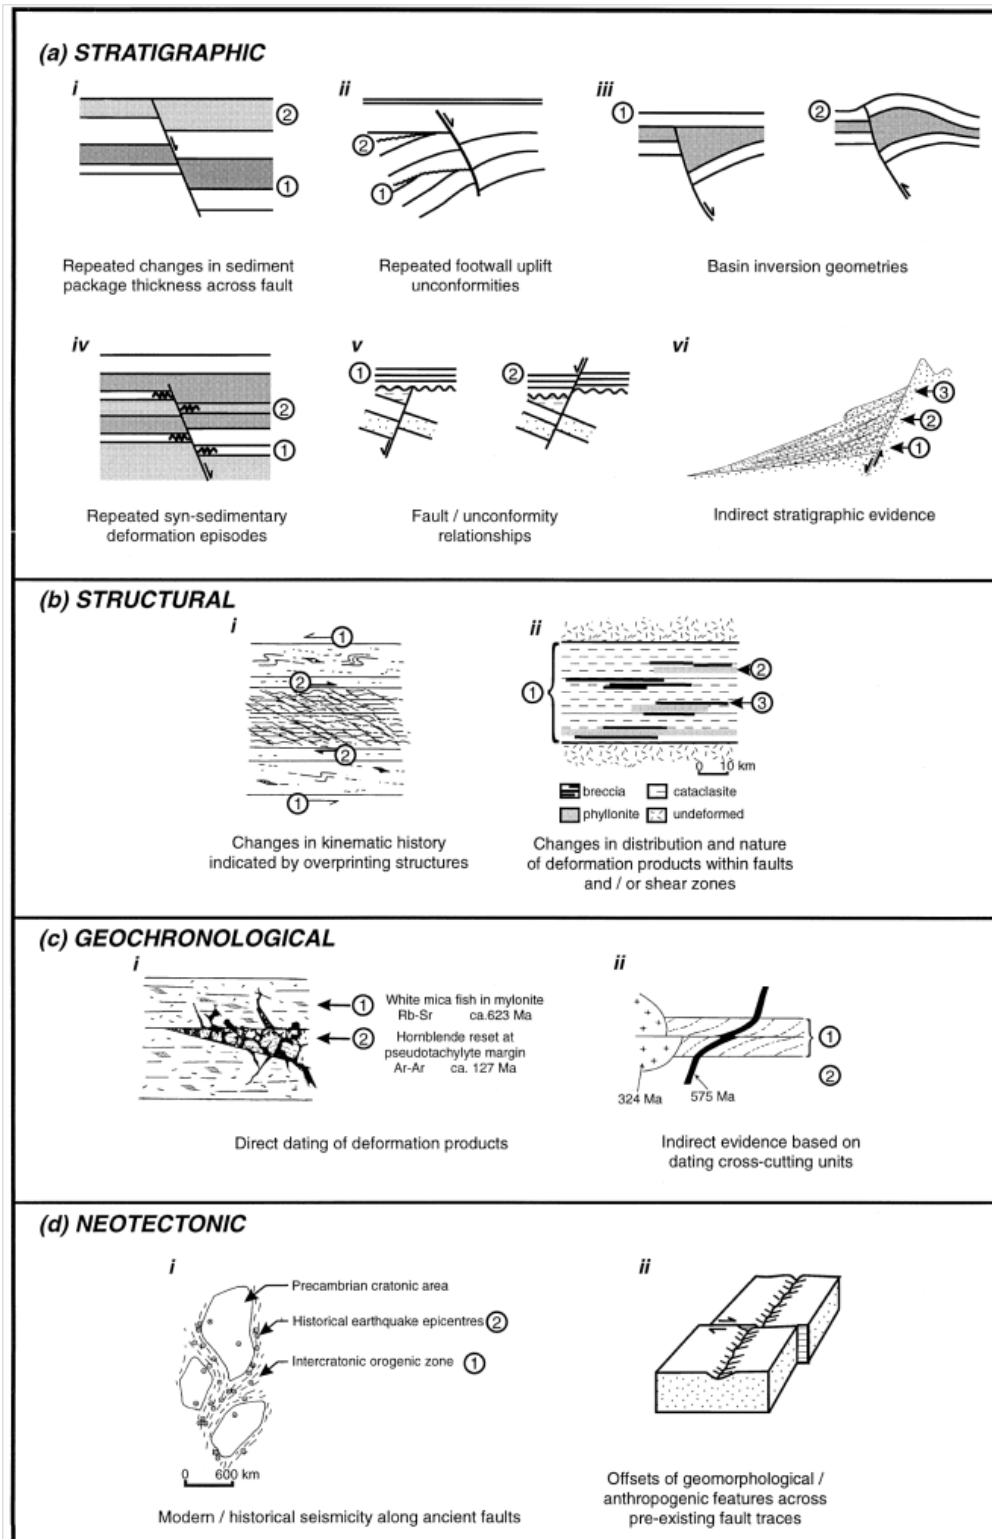 (a) STRATIGRAPHIC
i
ii
iii
2
1
2
1
1
2
Repeated changes in sediment
package thickness across fault
Repeated footwall uplift
unconformities
Basin inversion geometries
iv
v
vi
2
1
1
2
3
2
1
Repeated syn-sedimentary
deformation episodes
Fault / unconformity
relationships
Indirect stratigraphic evidence
(b) STRUCTURAL
i
ii
1
2
2
1
1
2
3
0 10 km
breccia
cataclasite
phyllonite
undeformed
Changes in kinematic history
indicated by overprinting structures
Changes in distribution and nature
of deformation products within faults
and / or shear zones
(c) GEOCHRONOLOGICAL
i
ii
1
White mica fish in mylonite
Rb-Sr ca.623 Ma
2
Hornblende reset at
pseudotachylyte margin
Ar-Ar ca. 127 Ma
1
2
324 Ma
575 Ma
Direct dating of deformation products
Indirect evidence based on
dating cross-cutting units
(d) NEOTECTONIC
i
ii
Precambrian cratonic area
Historical earthquake epicentres 2
Intercratonic orogenic zone 1
0 600 km
Modern / historical seismicity along ancient faults
Offsets of geomorphological /
anthropogenic features across
pre-existing fault traces